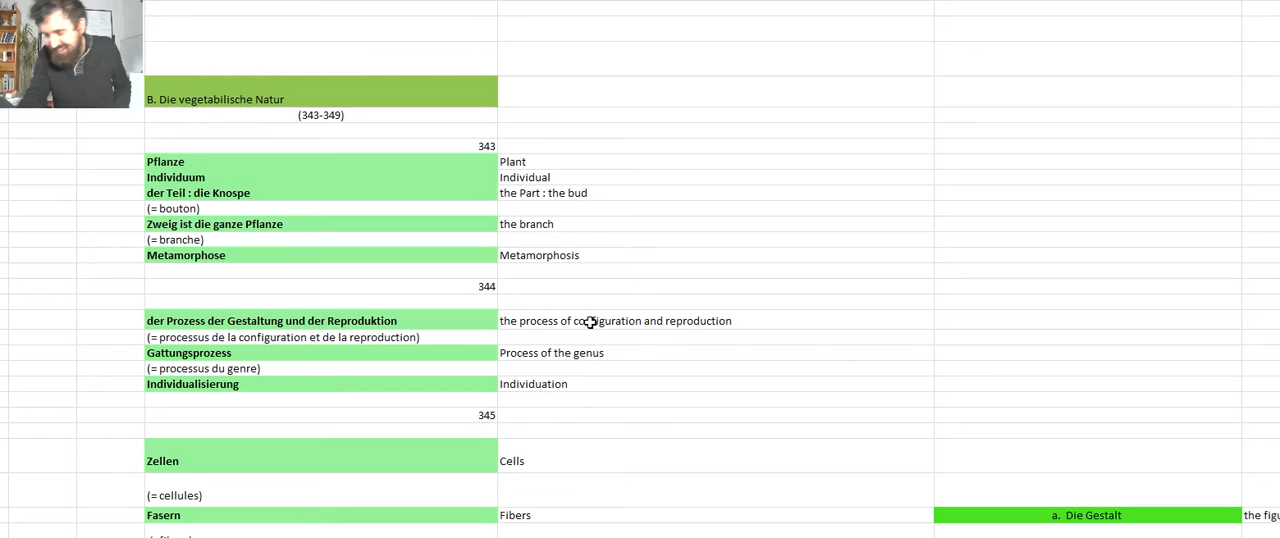 B. Die vegetabilische Natur
(343-349)
343
Pflanze Plant
Individuum Individual
der Teil : die Knospe the Part : the bud
(= bouton)
Zweig ist die ganze Pflanze the branch
(= branche)
Metamorphose Metamorphosis
344
der Prozess der Gestaltung und der Reproduktion the process of configuration and reproduction
(= processus de la configuration et de la reproduction)
Gattungsprozess Process of the genus
(= processus du genre)
Individualisierung Individuation
345
Zellen Cells
(= cellules)
Fasern Fibers a. Die Gestalt the figu